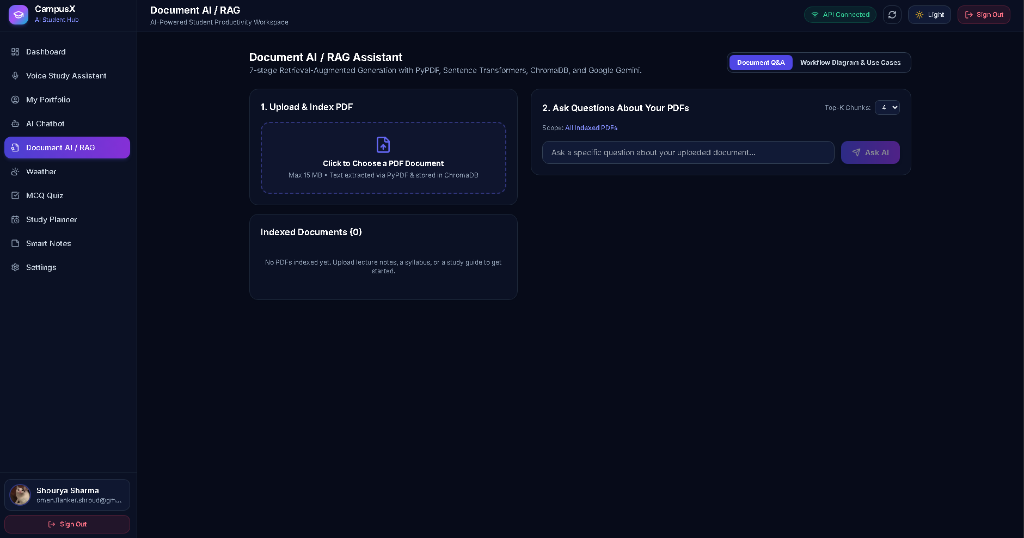 CampusX
AI Student Hub
Dashboard
Voice Study Assistant
My Portfolio
AI Chatbot
Document AI / RAG
Weather
MCQ Quiz
Study Planner
Smart Notes
Settings
Shourya Sharma
Sign Out
Document AI / RAG
AI-Powered Student Productivity Workspace
API Connected
Light
Sign Out
Document AI / RAG Assistant
7-stage Retrieval-Augmented Generation with PyPDF, Sentence Transformers, ChromaDB, and Google Gemini.
Document Q&A
Workflow Diagram & Use Cases
1. Upload & Index PDF
Click to Choose a PDF Document
Max 15 MB • Text extracted via PyPDF & stored in ChromaDB
Indexed Documents (0)
No PDFs indexed yet. Upload lecture notes, a syllabus, or a study guide to get
started.
2. Ask Questions About Your PDFs
Top-K Chunks:
4
Scope: All Indexed PDFs
Ask a specific question about your uploaded document...
Ask AI